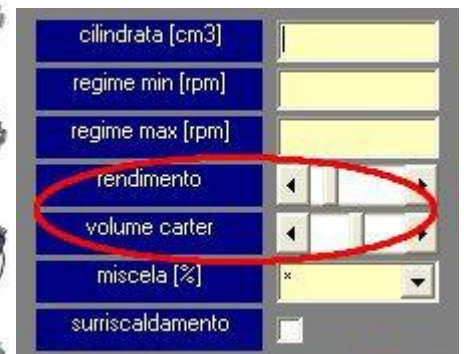 cilindrata [cm3]
regime min [rpm]
regime max [rpm]
rendimento
volume carter
miscela [%]
*
surriscaldamento